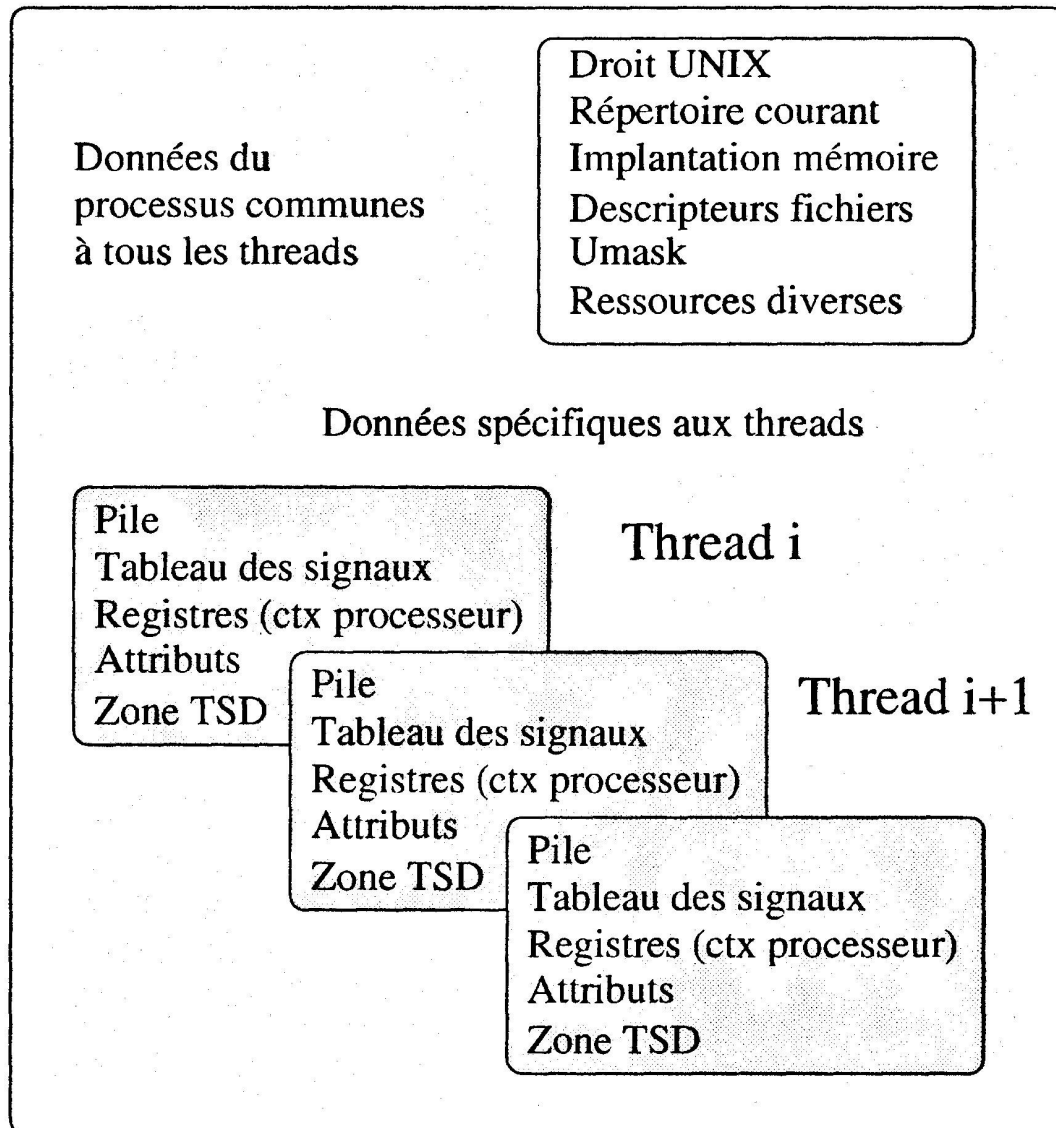 Droit UNIX
Répertoire courant
Implantation mémoire
Descripteurs fichiers
Umask
Ressources diverses
Données du
processus communes
à tous les threads
Données spécifiques aux threads
Pile
Tableau des signaux
Registres (ctx processeur)
Attributs
Zone TSD
Thread i
Pile
Tableau des signaux
Registres (ctx processeur)
Attributs
Zone TSD
Thread i+1
Pile
Tableau des signaux
Registres (ctx processeur)
Attributs
Zone TSD